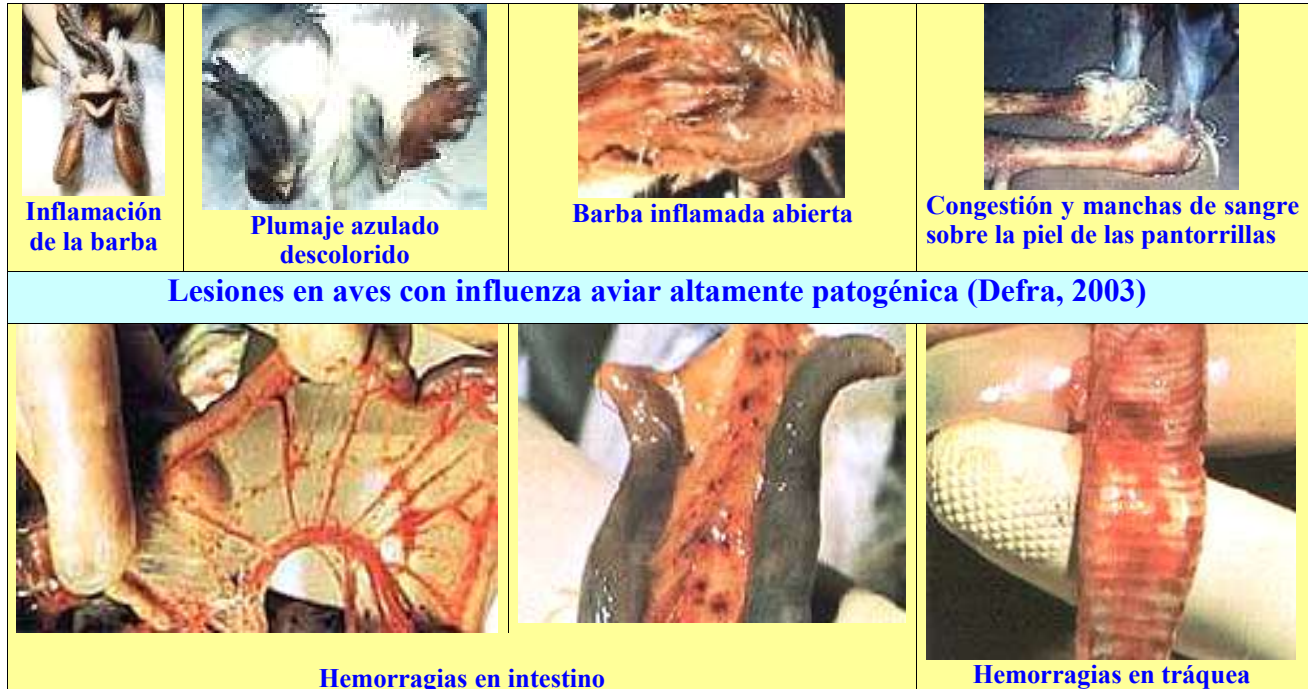 Inflamación
de la barba
Plumaje azulado
descolorido
Barba inflamada abierta
Congestión y manchas de sangre
sobre la piel de las pantorrillas
Lesiones en aves con influenza aviar altamente patogénica (Defra, 2003)
Hemorragias en intestino
Hemorragias en tráquea